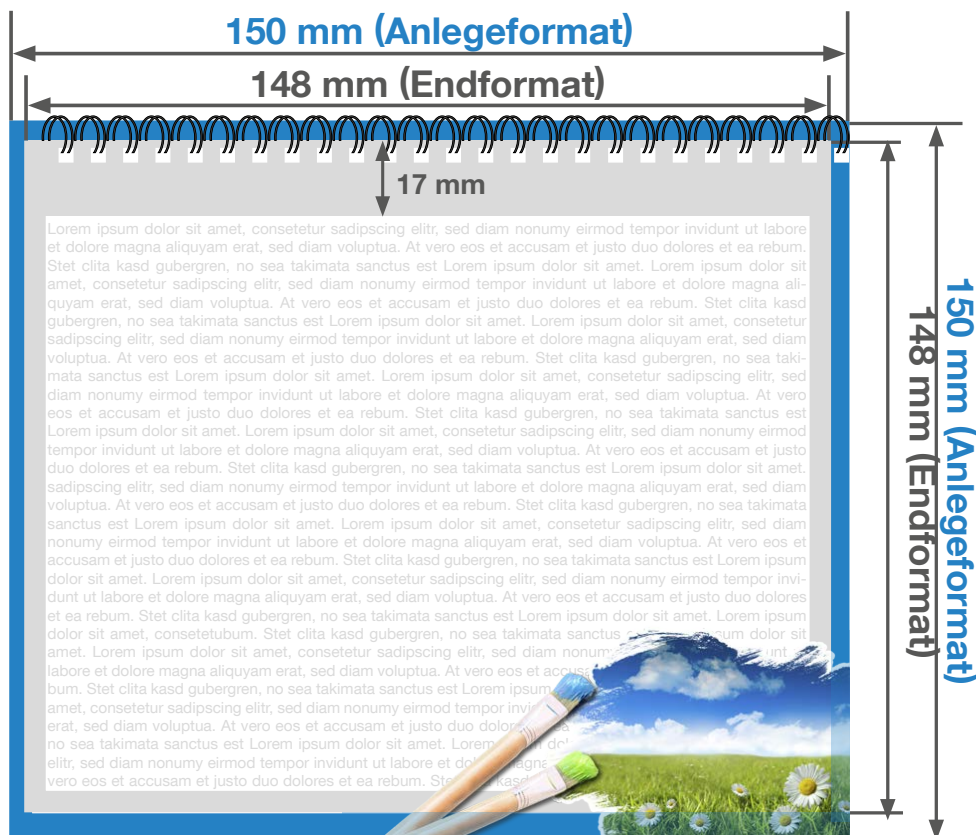 150 mm (Anlegeformat)
148 mm (Endformat)
17 mm
Lorem ipsum dolor sit amet, consetetur sadipscing elitr, sed diam nonumy eirmod tempor invidunt ut labore
et dolore magna aliquyam erat, sed diam voluptua. At vero eos et accusam et justo duo dolores et ea rebum.
Stet clita kasd gubergren, no sea takimata sanctus est Lorem ipsum dolor sit amet. Lorem ipsum dolor sit
amet, consetetur sadipscing elitr, sed diam nonumy eirmod tempor invidunt ut labore et dolore magna ali-
quyam erat, sed diam voluptua. At vero eos et accusam et justo duo dolores et ea rebum. Stet clita kasd
gubergren, no sea takimata sanctus est Lorem ipsum dolor sit amet. Lorem ipsum dolor sit amet, consetetur
sadipscing elitr, sed diam nonumy eirmod tempor invidunt ut labore et dolore magna aliquyam erat, sed diam
voluptua. At vero eos et accusam et justo duo dolores et ea rebum. Stet clita kasd gubergren, no sea taki-
mata sanctus est Lorem ipsum dolor sit amet. Lorem ipsum dolor sit amet, consetetur sadipscing elitr, sed
diam nonumy eirmod tempor invidunt ut labore et dolore magna aliquyam erat, sed diam voluptua. At vero
eos et accusam et justo duo dolores et ea rebum. Stet clita kasd gubergren, no sea takimata sanctus est
Lorem ipsum dolor sit amet. Lorem ipsum dolor sit amet, consetetur sadipscing elitr, sed diam nonumy eirmod
tempor invidunt ut labore et dolore magna aliquyam erat, sed diam voluptua. At vero eos et accusam et justo
duo dolores et ea rebum. Stet clita kasd gubergren, no sea takimata sanctus est Lorem ipsum dolor sit amet.
sadipscing elitr, sed diam nonumy eirmod tempor invidunt ut labore et dolore magna aliquyam erat, sed diam
voluptua. At vero eos et accusam et justo duo dolores et ea rebum. Stet clita kasd gubergren, no sea takimata
sanctus est Lorem ipsum dolor sit amet. Lorem ipsum dolor sit amet, consetetur sadipscing elitr, sed diam
nonumy eirmod tempor invidunt ut labore et dolore magna aliquyam erat, sed diam voluptua. At vero eos et
accusam et justo duo dolores et ea rebum. Stet clita kasd gubergren, no sea takimata sanctus est Lorem ipsum
dolor sit amet. Lorem ipsum dolor sit amet, consetetur sadipscing elitr, sed diam nonumy eirmod tempor invi-
dunt ut labore et dolore magna aliquyam erat, sed diam voluptua. At vero eos et accusam et justo duo dolores
et ea rebum. Stet clita kasd gubergren, no sea takimata sanctus est Lorem ipsum dolor sit amet. Lorem ipsum
dolor sit amet, consetetubum. Stet clita kasd gubergren, no sea takimata sanctus dolor sit
amet. Lorem ipsum dolor sit amet, consetetur sadipscing elitr, sed diam
labore et dolore magna aliquyam erat, sed diam voluptua. At vero eos et
bum. Stet clita kasd gubergren, no sea takimata sanctus est Lorem ipsum
amet, consetetur sadipscing elitr, sed diam nonumy eirmod tempor
erat, sed diam voluptua. At vero eos et accusam et justo duo
no sea takimata sanctus est Lorem ipsum dolor sit amet. Lorem
elitr, sed diam nonumy eirmod tempor invidunt ut labore et
vero eos et accusam et justo duo dolores et ea rebum.
148 mm (Endformat)
150 mm (Anlegeformat)